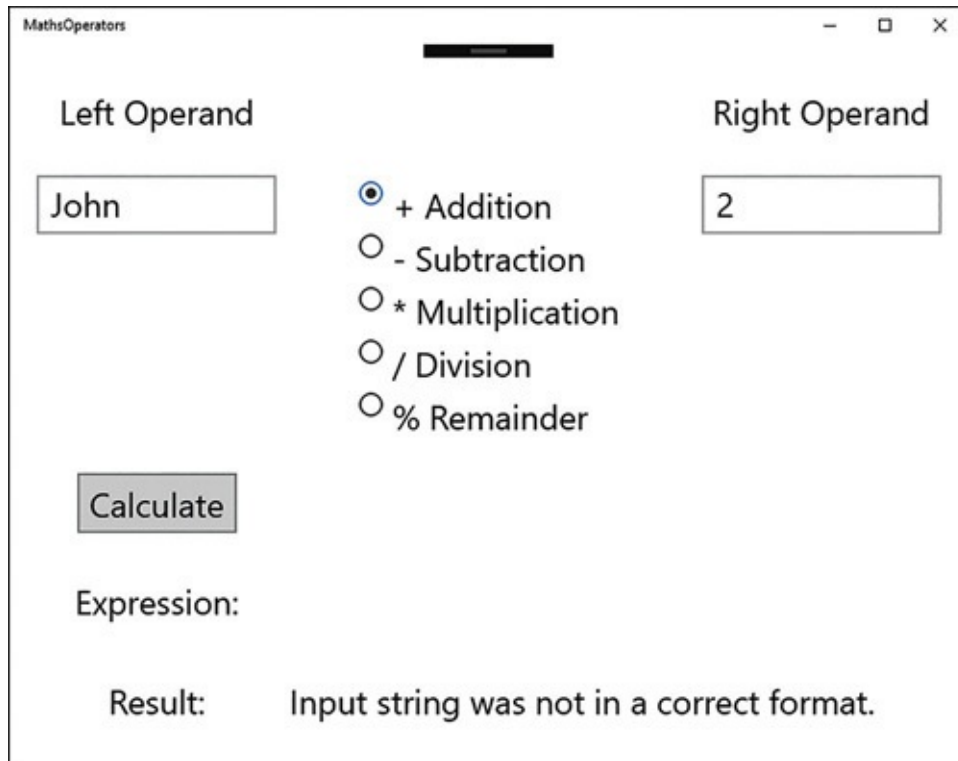 MathsOperators
Left Operand
Right Operand
John
2
+ Addition
- Subtraction
* Multiplication
/ Division
% Remainder
Calculate
Expression:
Result: Input string was not in a correct format.